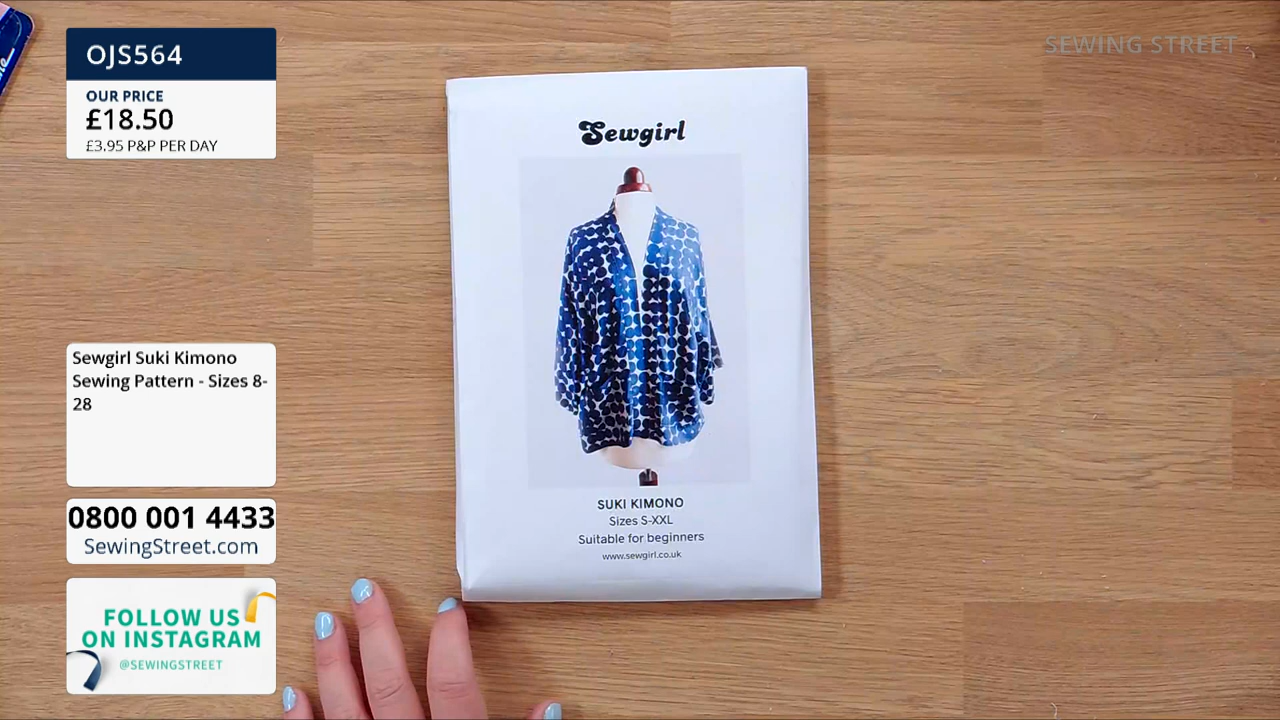 OJS564
OUR PRICE
£18.50
£3.95 P&P PER DAY
Sewgirl Suki Kimono
Sewing Pattern - Sizes 8-
28
0800 001 4433
SewingStreet.com
FOLLOW US
ON INSTAGRAM
@SEWINGSTREET
SEWING STREET
Sewgirl
SUKI KIMONO
Sizes S-XXL
Suitable for beginners
www.sewgirl.co.uk